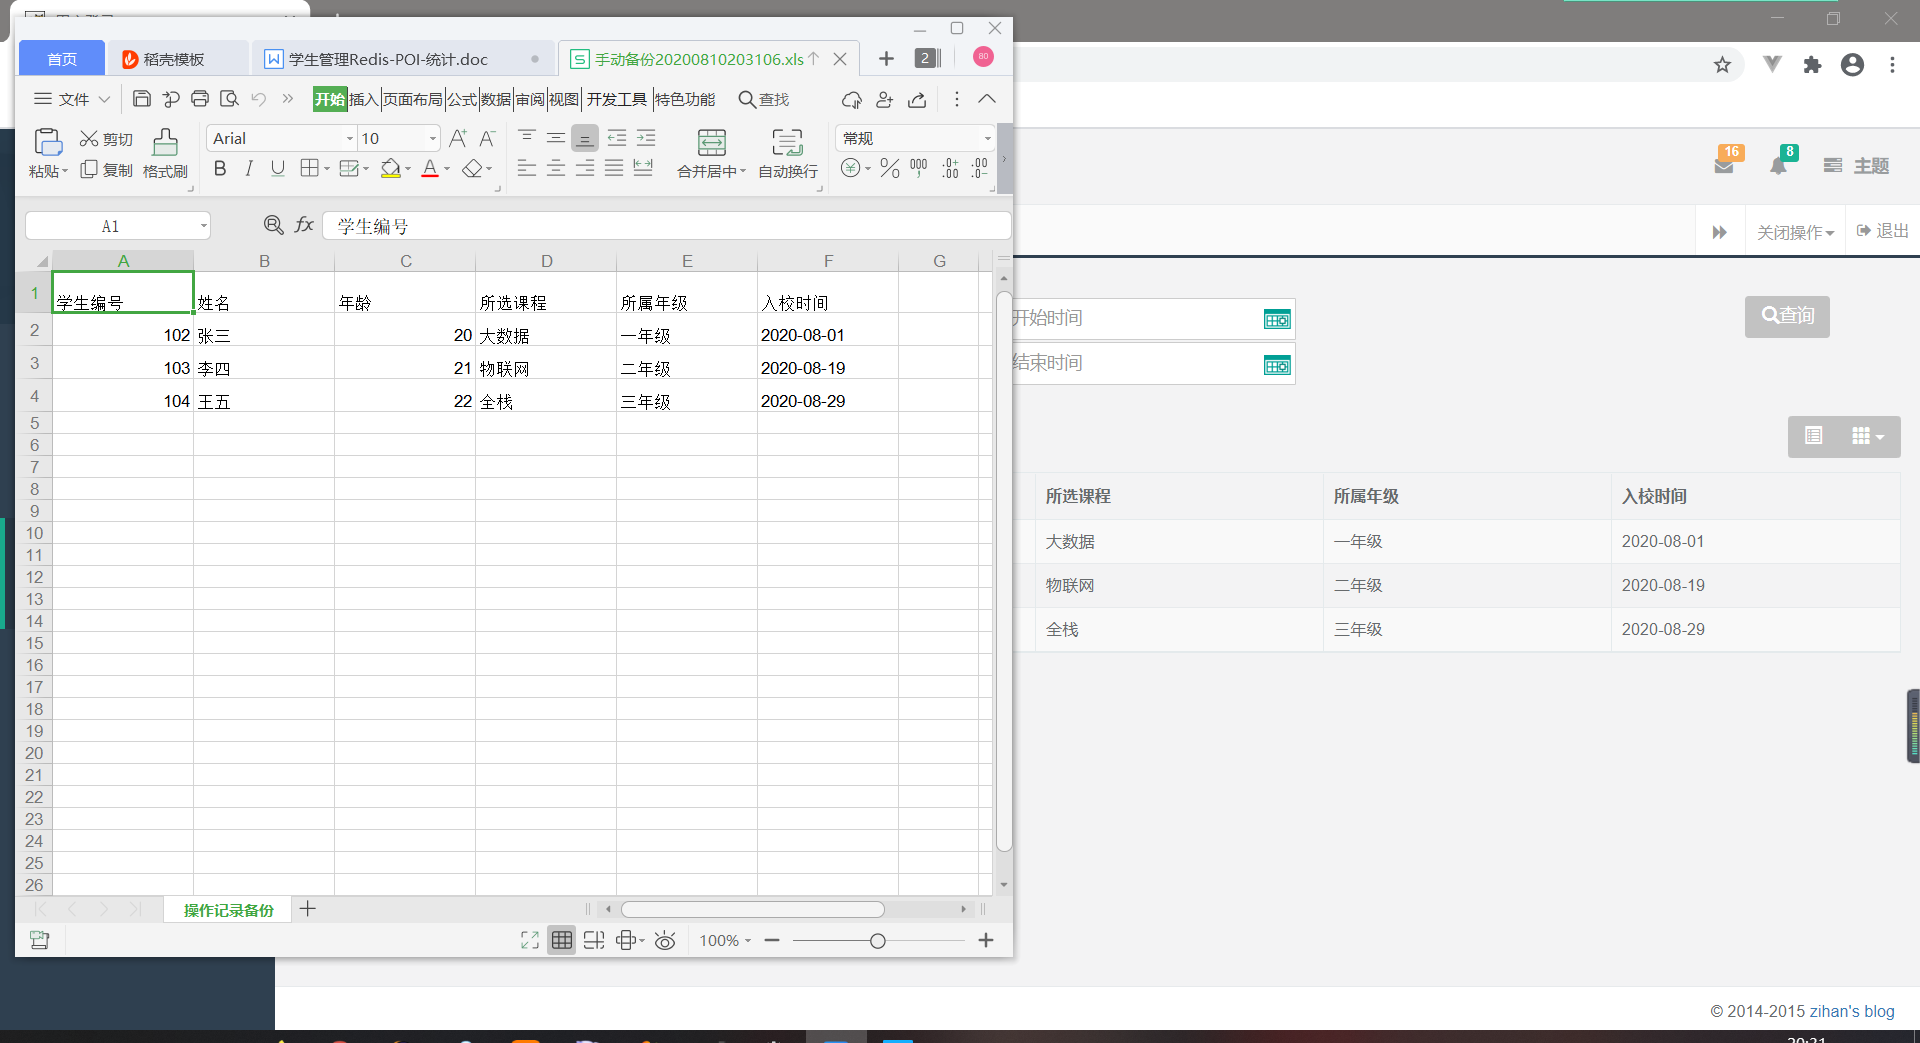 首页
稻壳模板
学生管理Redis-POI-统计.doc
手动备份20200810203106.xls
2
80
文件
开始
插入
页面布局
公式
数据
审阅
视图
开发工具
特色功能
查找
粘贴
剪切
复制
格式刷
Arial
10
A+
A-
B I U
A
合并居中
自动换行
常规
A1
fx
学生编号
A B C D E F G
1 学生编号 姓名 年龄 所选课程 所属年级 入校时间
2 102 张三 20 大数据 一年级 2020-08-01
3 103 李四 21 物联网 二年级 2020-08-19
4 104 王五 22 全栈 三年级 2020-08-29
5
6
7
8
9
10
11
12
13
14
15
16
17
18
19
20
21
22
23
24
25
26
操作记录备份
100%
16
8
主题
关闭操作
退出
开始时间
查询
结束时间
所选课程 所属年级 入校时间
大数据 一年级 2020-08-01
物联网 二年级 2020-08-19
全栈 三年级 2020-08-29
© 2014-2015 zihan's blog